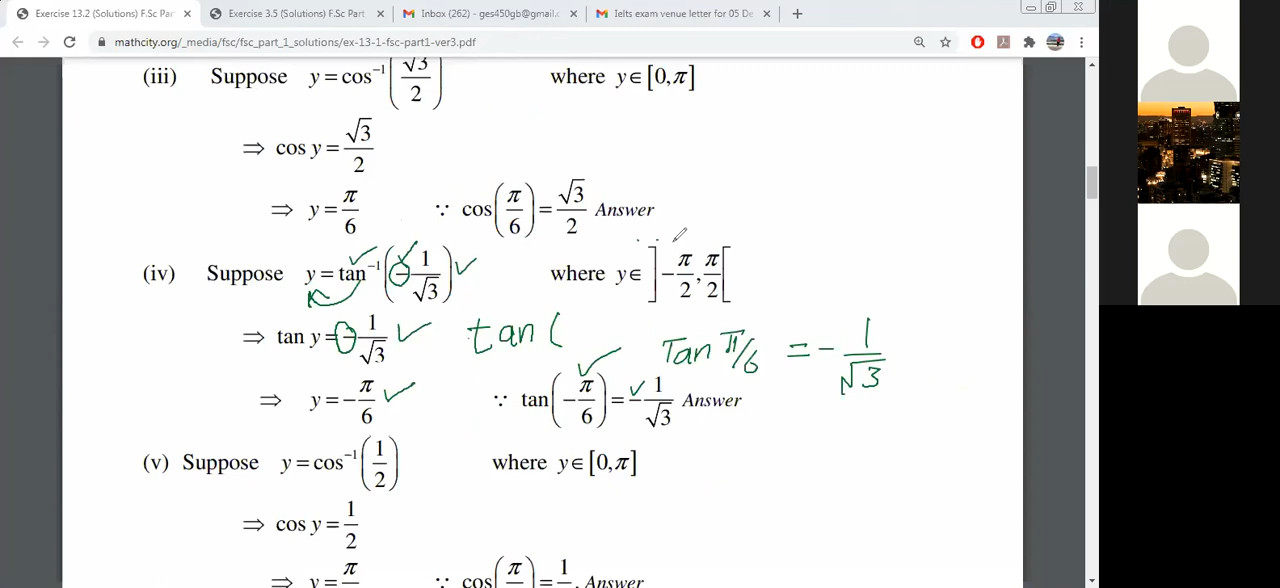 Exercise 13.2 (Solutions) F.Sc Par
Exercise 3.5 (Solutions) F.Sc Part
Inbox (262) - ges450gb@gmail.c
Ielts exam venue letter for 05 De
mathcity.org/_media/fsc/fsc_part_1_solutions/ex-13-1-fsc-part1-ver3.pdf
(iii) Suppose y = cos⁻¹(√3/2) where y∈[0,π]
⇒ cos y = √3/2
⇒ y = π/6 ∵ cos(π/6) = √3/2 Answer
(iv) Suppose y = tan⁻¹(−1/√3) where y∈]−π/2, π/2[
⇒ tan y = −1/√3 tan( Tan π/6 = −1/√3
⇒ y = −π/6 ∵ tan(−π/6) = −1/√3 Answer
(v) Suppose y = cos⁻¹(1/2) where y∈[0,π]
⇒ cos y = 1/2
⇒ y = π ∵ cos(π = 1 Answer